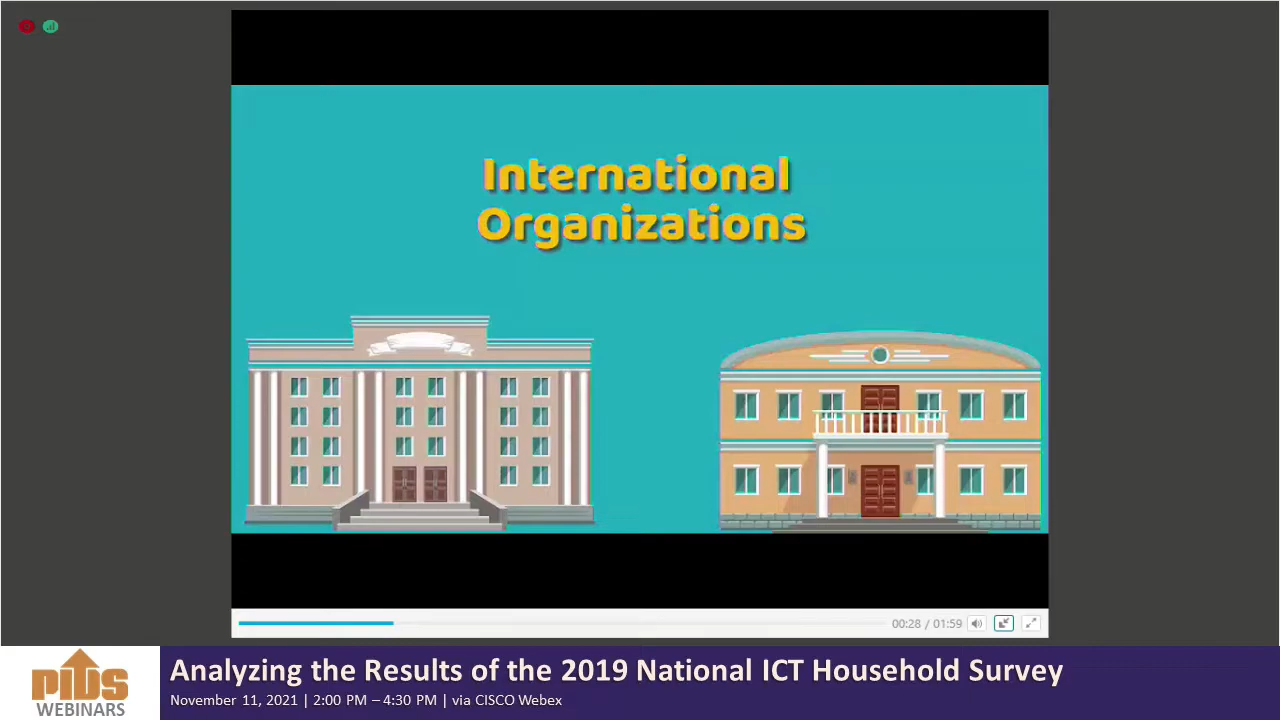 International
Organizations
00:28 / 01:59
pids
WEBINARS
Analyzing the Results of the 2019 National ICT Household Survey
November 11, 2021 | 2:00 PM – 4:30 PM | via CISCO Webex